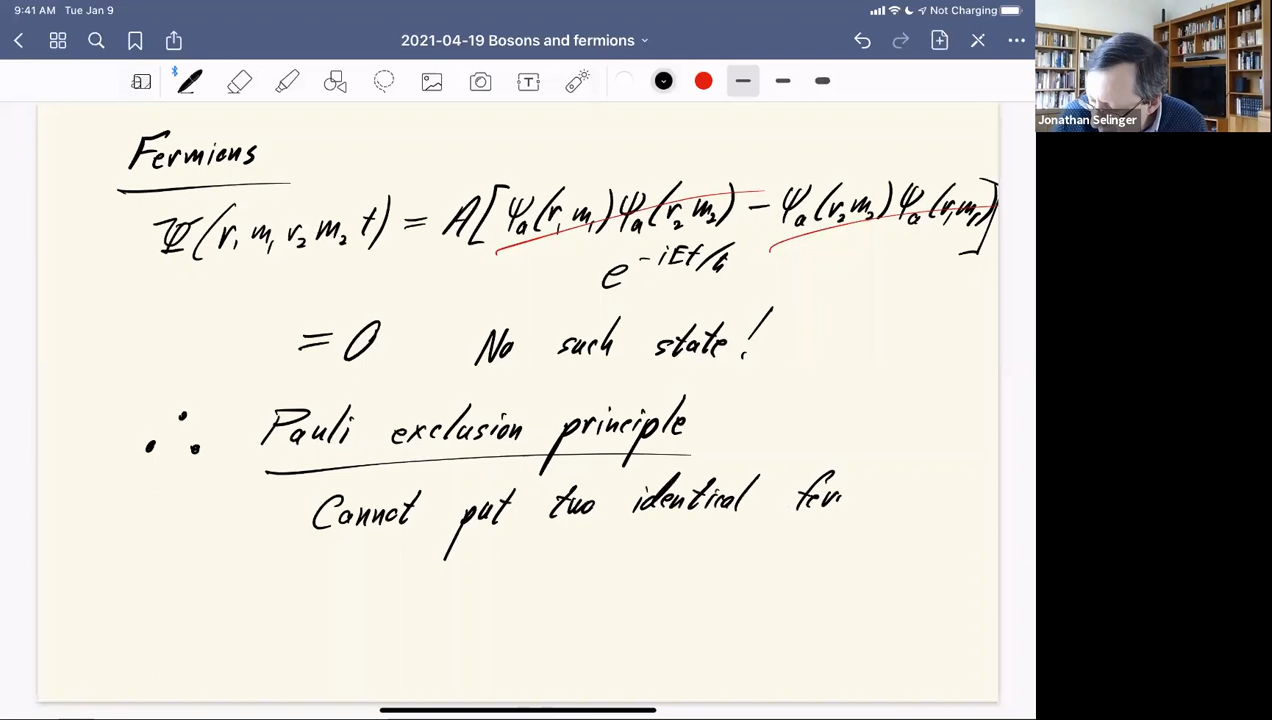 9:41 AM Tue Jan 9
Not Charging
2021-04-19 Bosons and fermions
Jonathan Selinger
Fermions
Ψ(r₁ m₁ r₂ m₂ t) = A[ψₐ(r₁ m₁)ψₐ(r₂ m₂) − ψₐ(r₂ m₂)ψₐ(r₁ m₁)]
e^{-iEt/ħ}
= 0 No such state!
∴ Pauli exclusion principle
Cannot put two identical fer